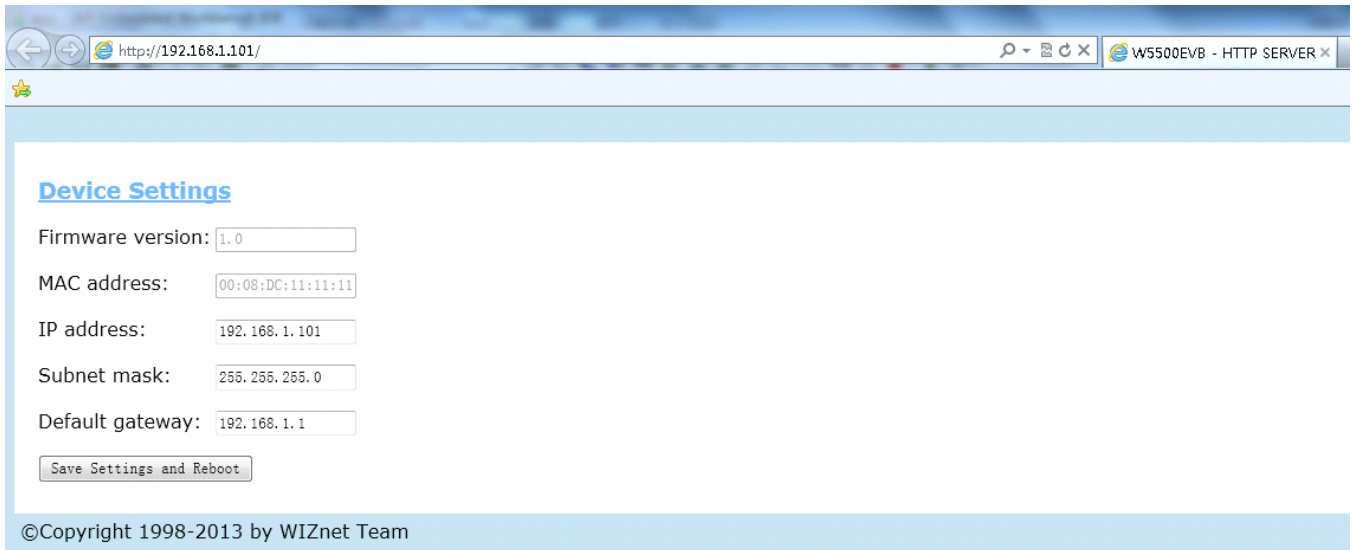 http://192.168.1.101/
W5500EVB - HTTP SERVER
Device Settings
Firmware version: 1.0
MAC address: 00:08:DC:11:11:11
IP address: 192.168.1.101
Subnet mask: 255.255.255.0
Default gateway: 192.168.1.1
Save Settings and Reboot
©Copyright 1998-2013 by WIZnet Team